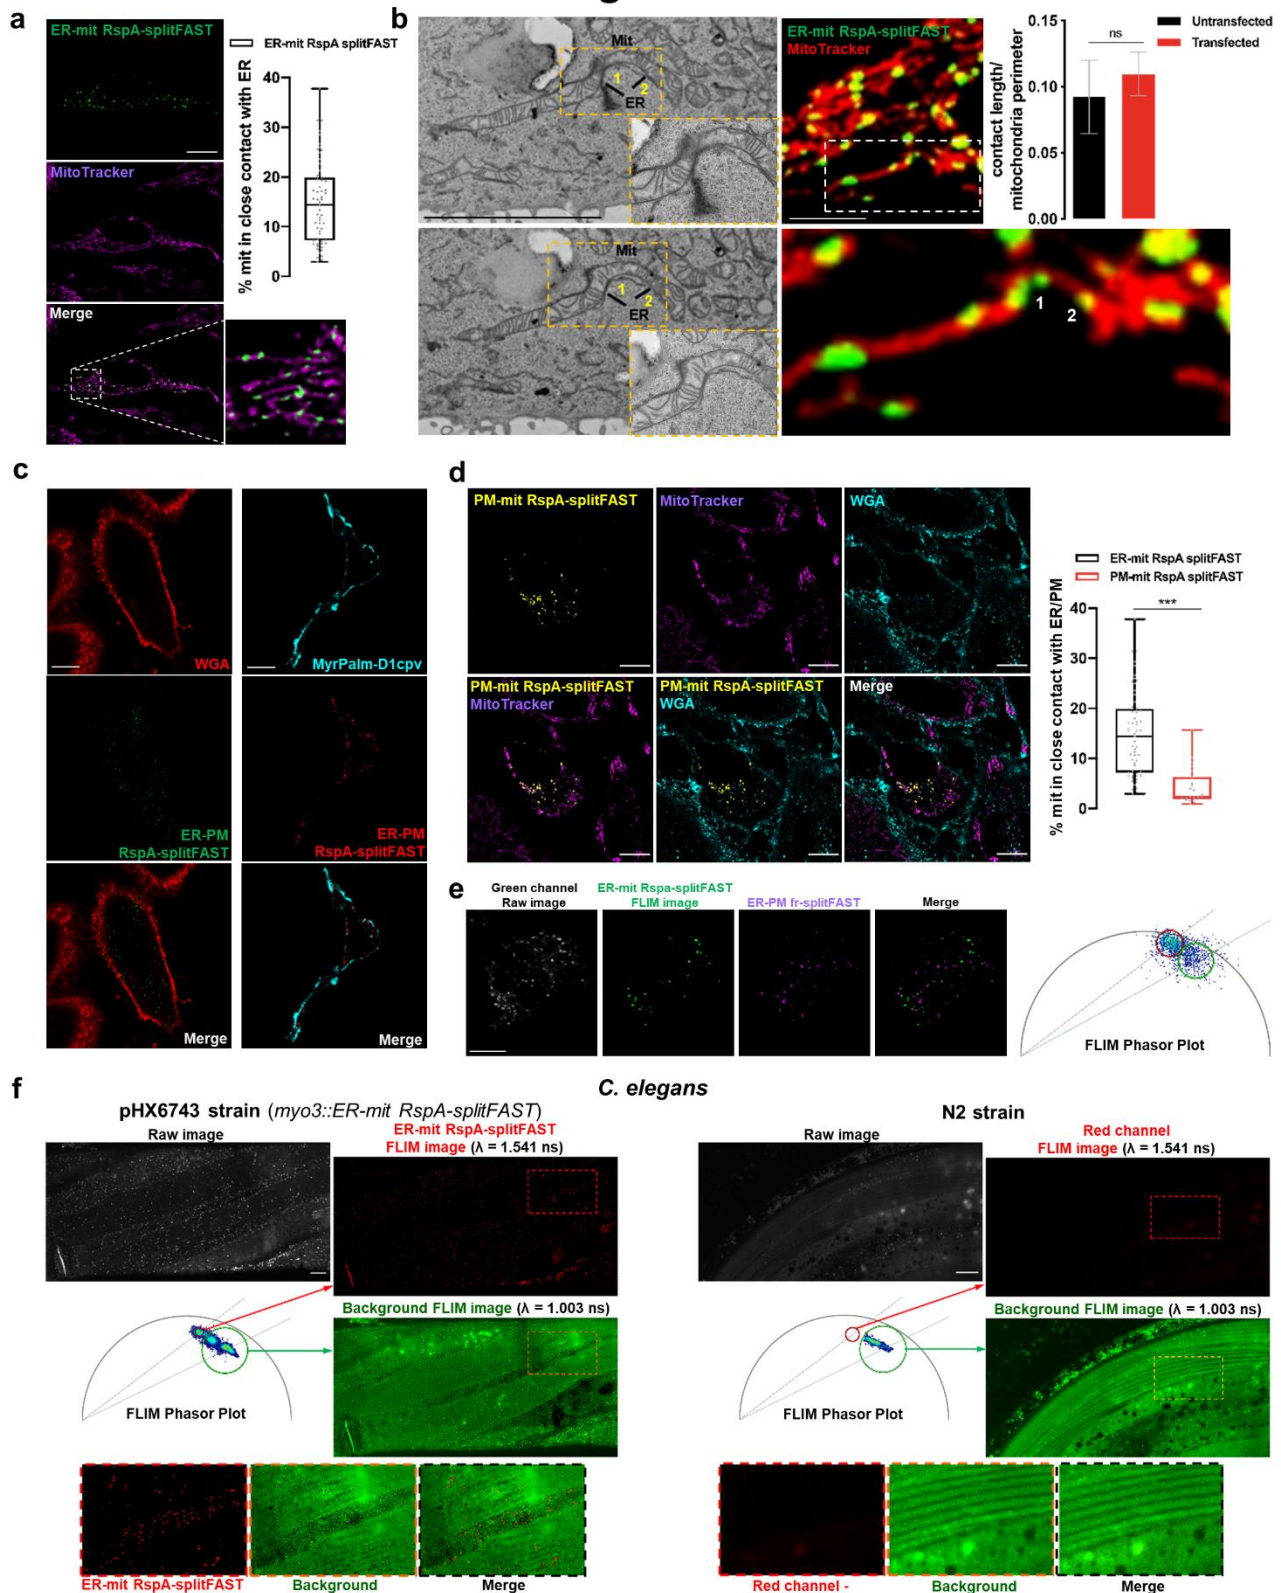 a
ER-mit RspA-splitFAST
MitoTracker
Merge
ER-mit RspA splitFAST
% mit in close contact with ER
40
30
20
10
0
b
Mit
1
2
ER
Mit
1
2
ER
ER-mit RspA-splitFAST
MitoTracker
1
2
contact length/
mitochondria perimeter
0.15
0.10
0.05
0.00
ns
Untransfected
Transfected
c
WGA
MyrPalm-D1cpv
ER-PM
RspA-splitFAST
ER-PM
RspA-splitFAST
Merge
Merge
d
PM-mit RspA-splitFAST
MitoTracker
WGA
PM-mit RspA-splitFAST
MitoTracker
PM-mit RspA-splitFAST
WGA
Merge
ER-mit RspA splitFAST
PM-mit RspA splitFAST
% mit in close contact with ER/PM
40
30
20
10
0
***
e
Green channel
Raw image
ER-mit Rspa-splitFAST
FLIM image
ER-PM fr-splitFAST
Merge
FLIM Phasor Plot
C. elegans
f
pHX6743 strain (myo3::ER-mit RspA-splitFAST)
Raw image
ER-mit RspA-splitFAST
FLIM image (λ = 1.541 ns)
Background FLIM image (λ = 1.003 ns)
FLIM Phasor Plot
ER-mit RspA-splitFAST
Background
Merge
N2 strain
Raw image
Red channel
FLIM image (λ = 1.541 ns)
Background FLIM image (λ = 1.003 ns)
FLIM Phasor Plot
Red channel -
Background
Merge